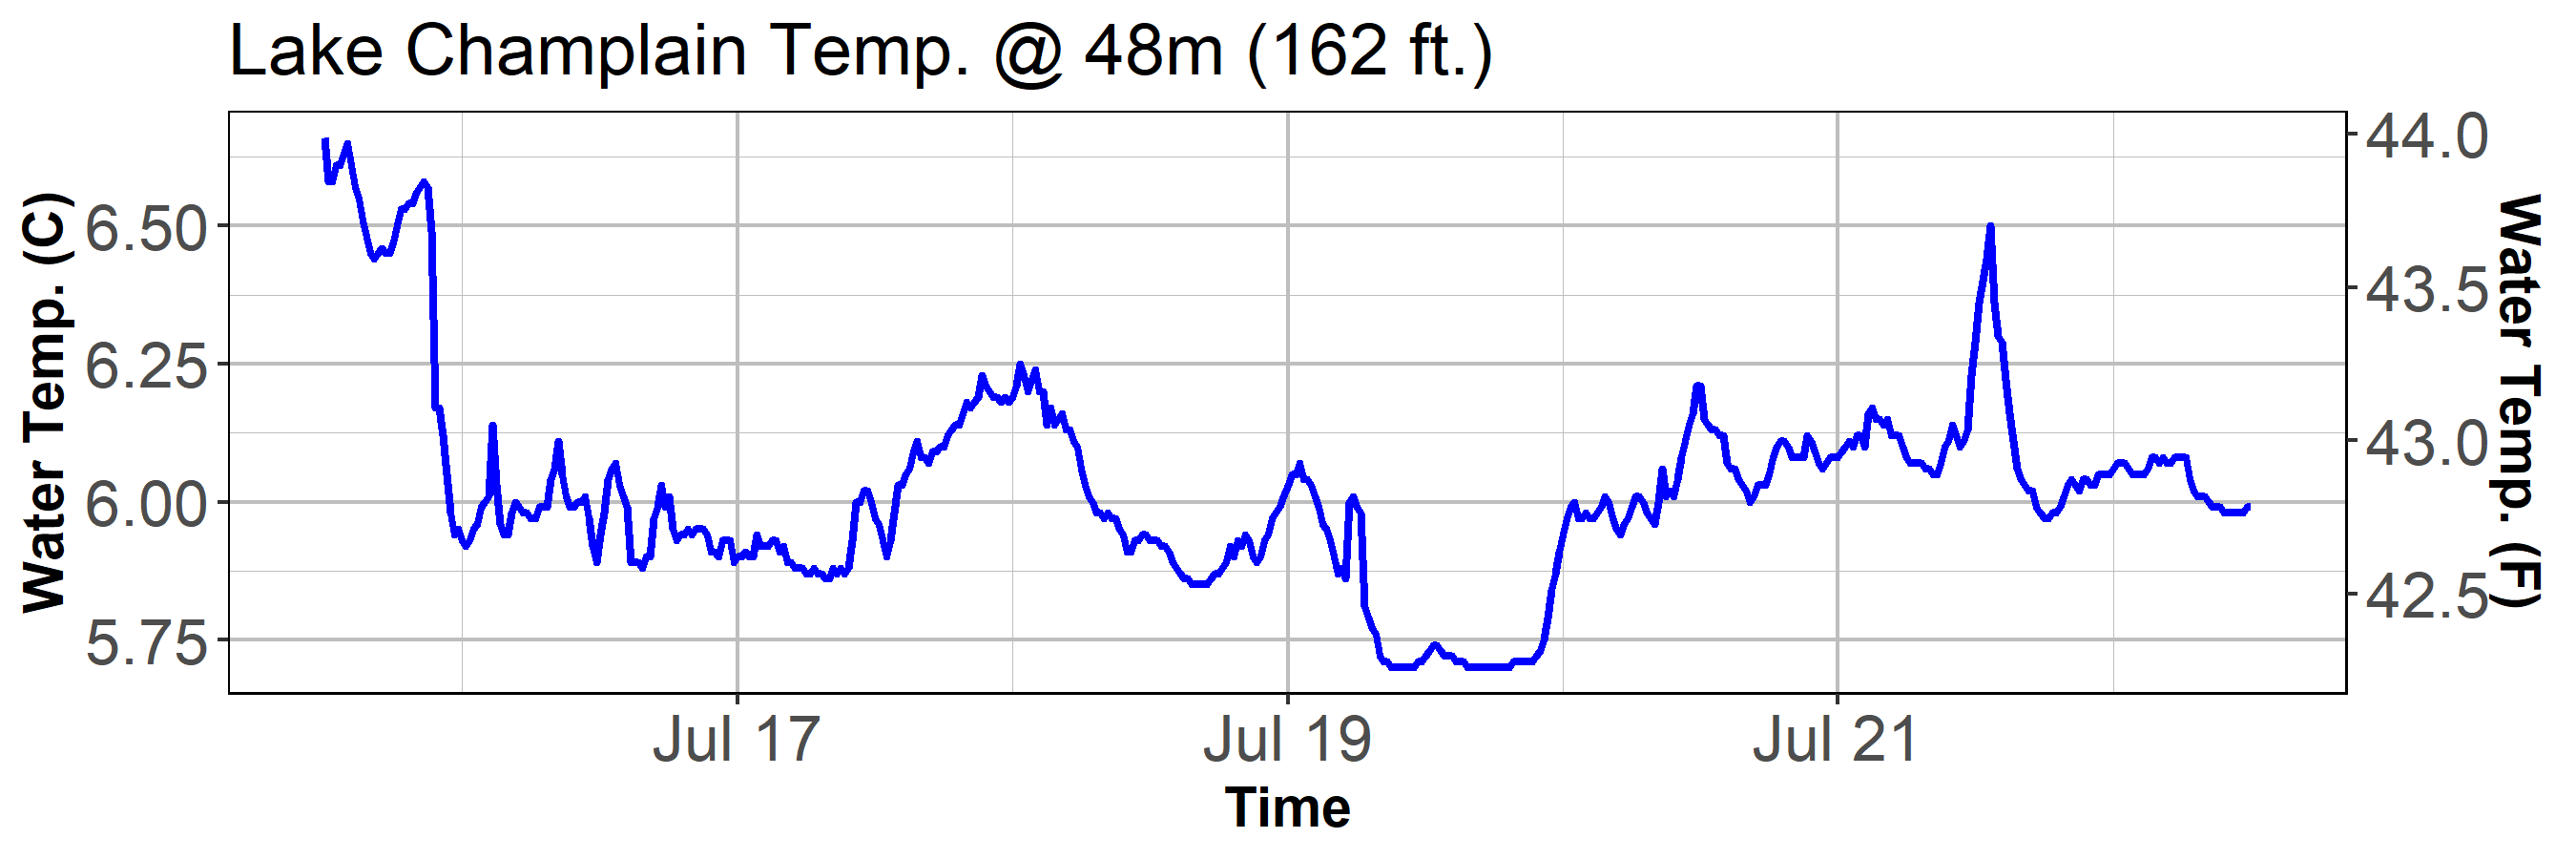 Lake Champlain Temp. @ 48m (162 ft.)
Water Temp. (C)
6.50
6.25
6.00
5.75
44.0
43.5
43.0
42.5
Water Temp. (F)
Jul 17 Jul 19 Jul 21
Time